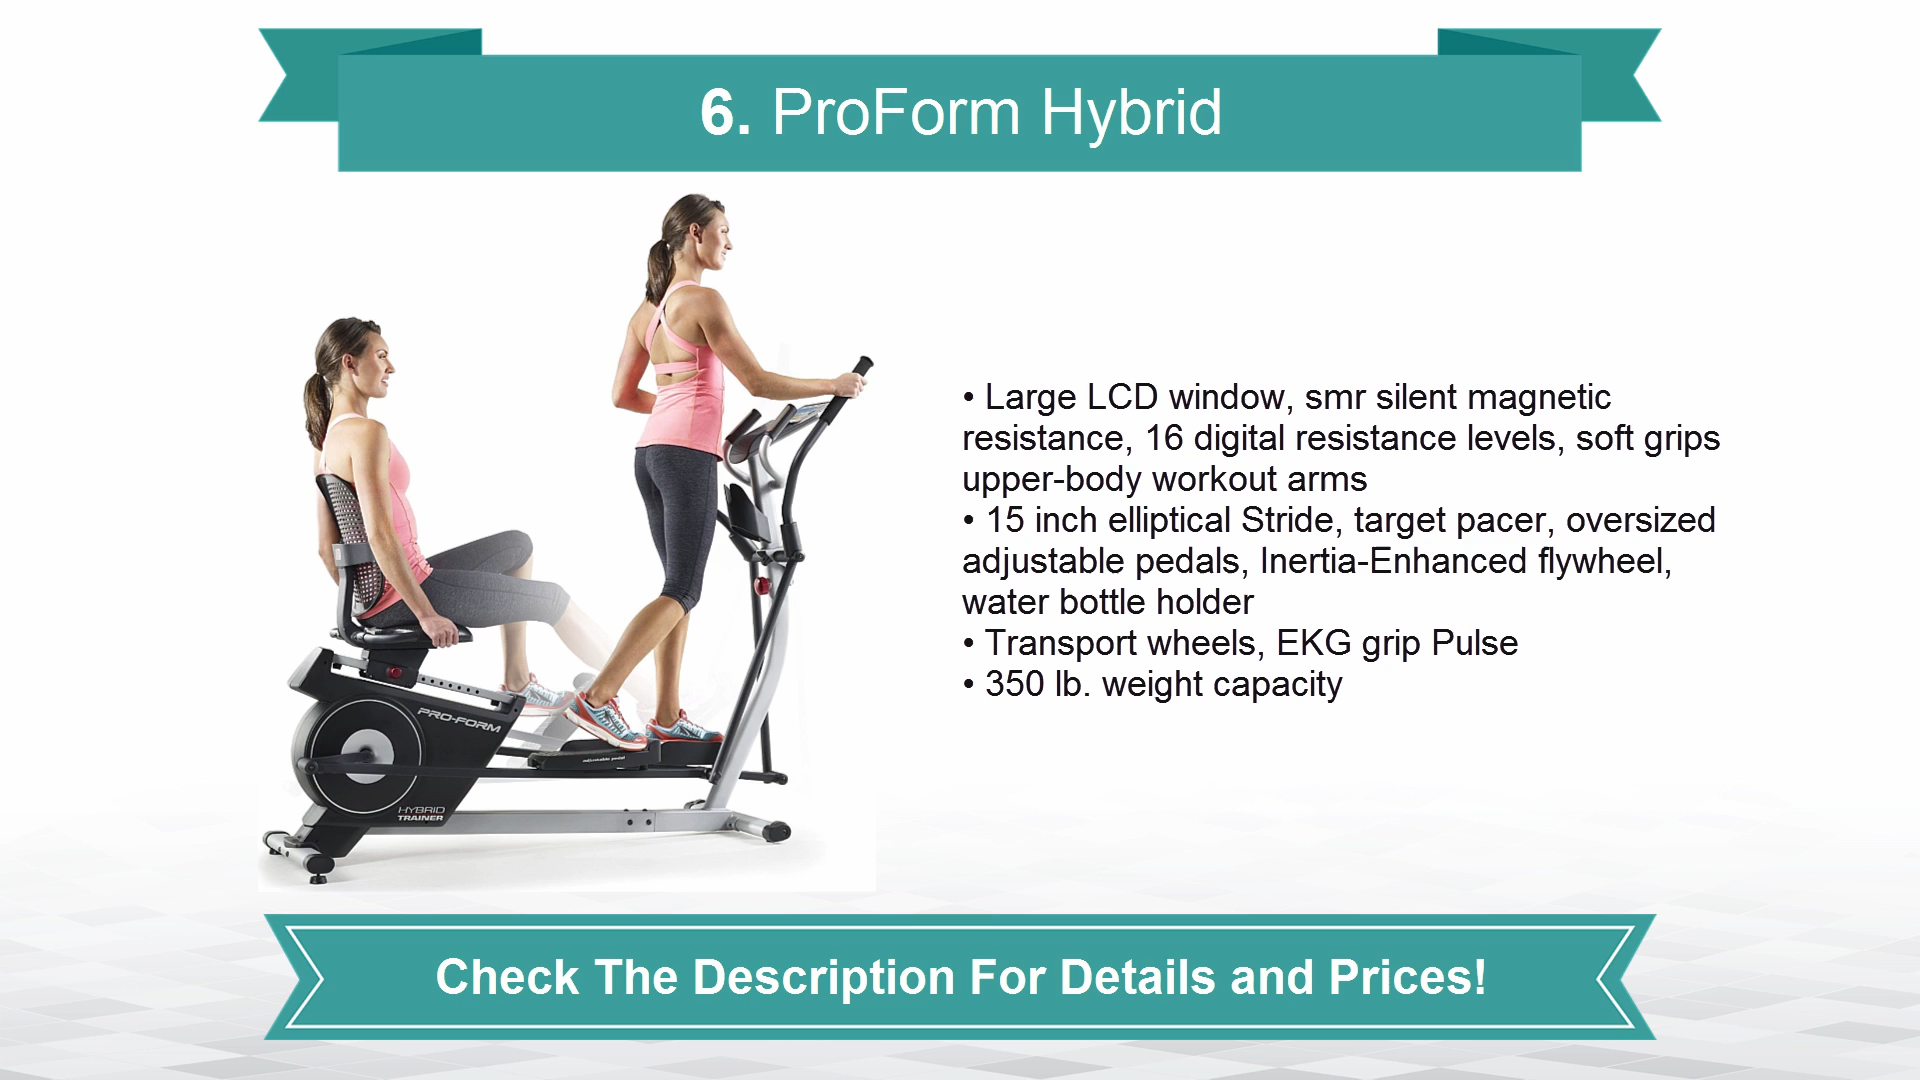 6. ProForm Hybrid
• Large LCD window, smr silent magnetic
resistance, 16 digital resistance levels, soft grips
upper-body workout arms
• 15 inch elliptical Stride, target pacer, oversized
adjustable pedals, Inertia-Enhanced flywheel,
water bottle holder
• Transport wheels, EKG grip Pulse
• 350 lb. weight capacity
PRO-FORM
adjustable pedal
HYBRID
TRAINER
Check The Description For Details and Prices!